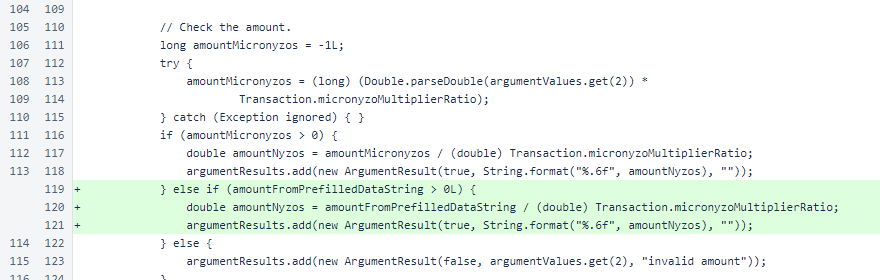 104 109
105 110 // Check the amount.
106 111 long amountMicronyzos = -1L;
107 112 try {
108 113 amountMicronyzos = (long) (Double.parseDouble(argumentValues.get(2)) *
109 114 Transaction.micronyzoMultiplierRatio);
110 115 } catch (Exception ignored) { }
111 116 if (amountMicronyzos > 0) {
112 117 double amountNyzos = amountMicronyzos / (double) Transaction.micronyzoMultiplierRatio;
113 118 argumentResults.add(new ArgumentResult(true, String.format("%.6f", amountNyzos), ""));
119 + } else if (amountFromPrefilledDataString > 0L) {
120 + double amountNyzos = amountFromPrefilledDataString / (double) Transaction.micronyzoMultiplierRatio;
121 + argumentResults.add(new ArgumentResult(true, String.format("%.6f", amountNyzos), ""));
114 122 } else {
115 123 argumentResults.add(new ArgumentResult(false, argumentValues.get(2), "invalid amount"));
116 124 }